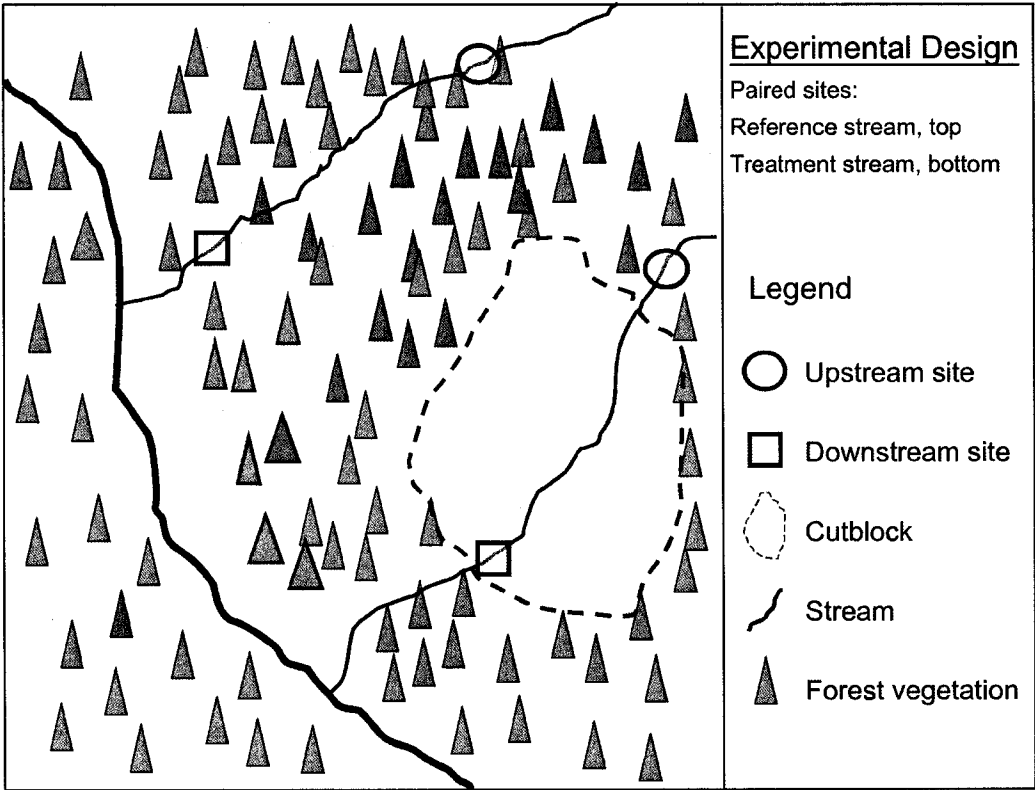 Experimental Design
Paired sites:
Reference stream, top
Treatment stream, bottom
Legend
Upstream site
Downstream site
Cutblock
Stream
Forest vegetation